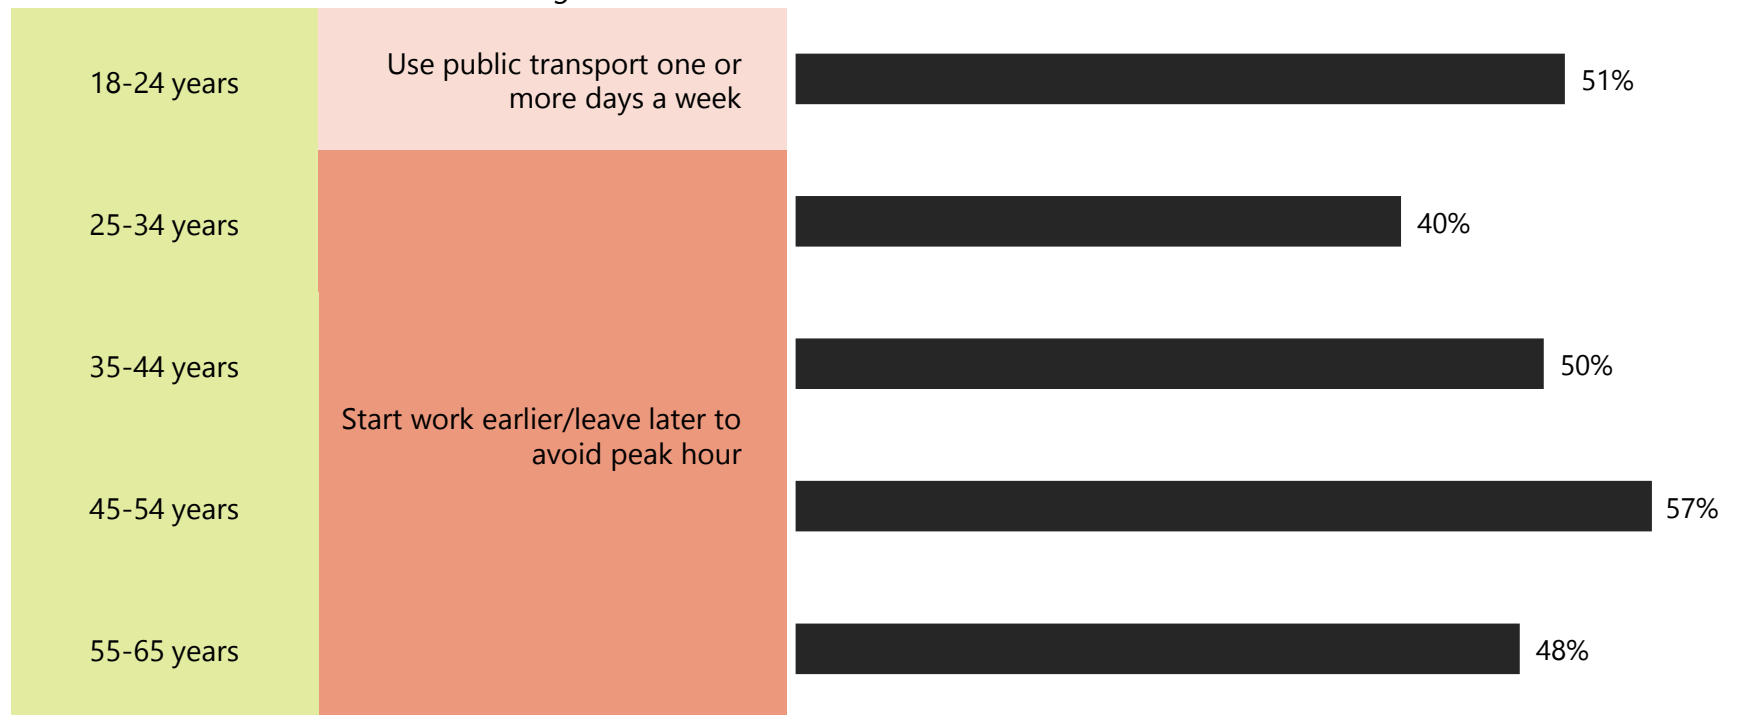 18-24 years
Use public transport one or
more days a week
51%
25-34 years
40%
35-44 years
50%
Start work earlier/leave later to
avoid peak hour
45-54 years
57%
55-65 years
48%